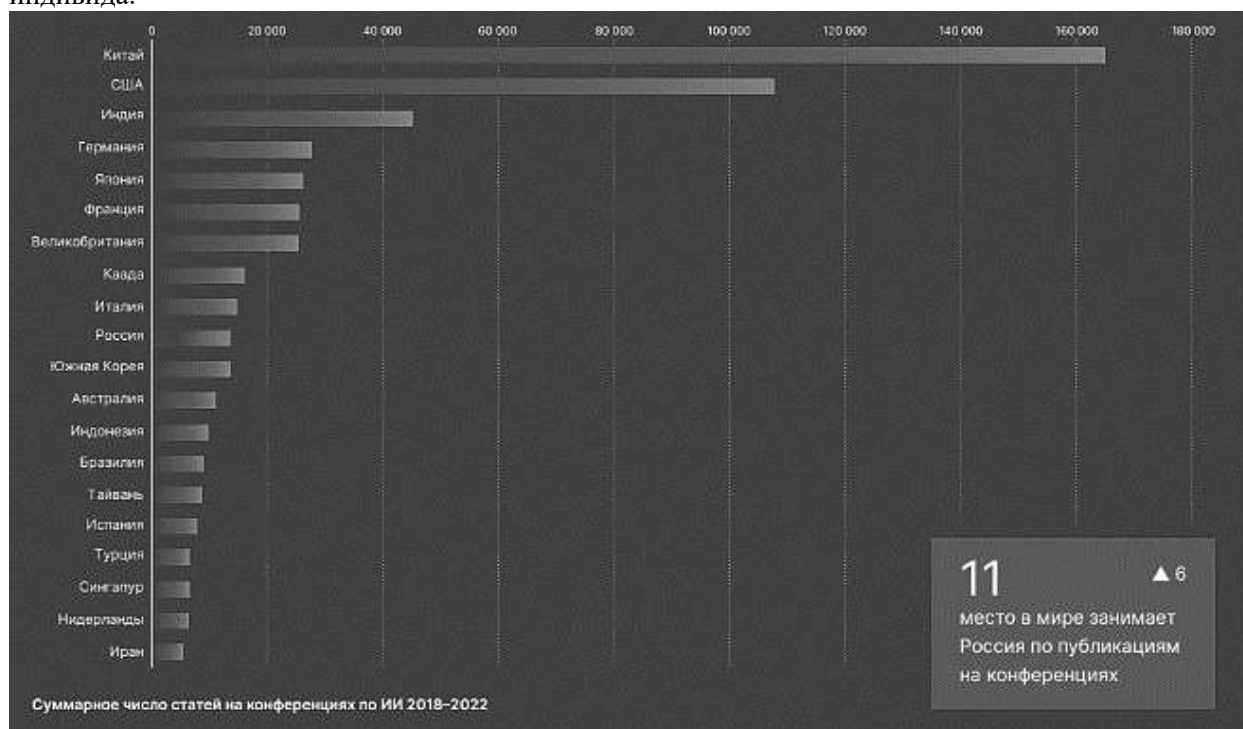 индивида.
0 20 000 40 000 60 000 80 000 100 000 120 000 140 000 160 000 180 000
Китай
США
Индия
Германия
Япония
Франция
Великобритания
Каада
Италия
Россия
Южная Корея
Австралия
Индонезия
Бразилия
Тайвань
Испания
Турция
Сингапур
Нидерланды
Иран
11 ▲ 6
место в мире занимает
Россия по публикациям
на конференциях
Суммарное число статей на конференциях по ИИ 2018–2022